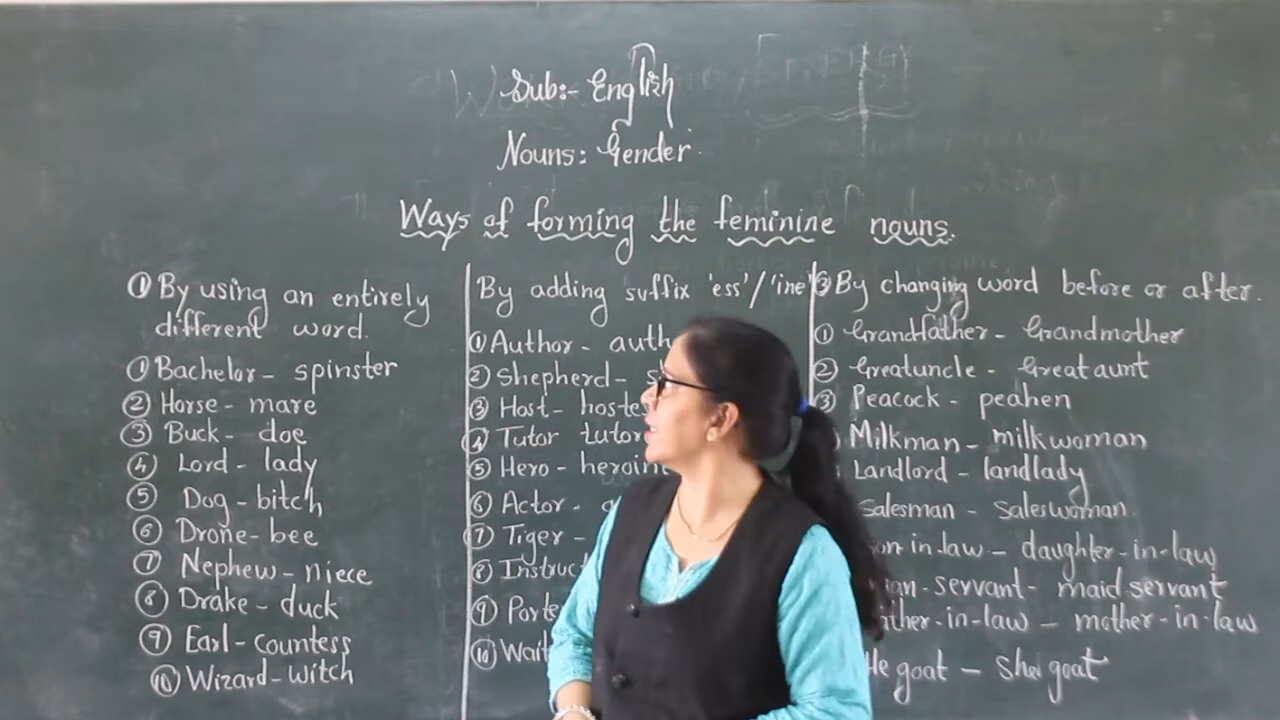 Sub:- English
Nouns: Gender.
Ways of forming the feminine nouns.
① By using an entirely
different word.
① Bachelor - spinster
② Horse - mare
③ Buck - doe
④ Lord - lady
⑤ Dog - bitch
⑥ Drone - bee
⑦ Nephew - niece
⑧ Drake - duck
⑨ Earl - countess
⑩ Wizard - witch
By adding suffix 'ess'/'ine'
① Author - auth
② Shepherd - s
③ Host - hostes
④ Tutor tutor
⑤ Hero - heroin
⑥ Actor - a
⑦ Tiger -
⑧ Instruc
⑨ Porte
⑩ Wait
③ By changing word before or after.
① Grandfather - Grandmother
② Greatuncle - Great aunt
③ Peacock - peahen
Milkman - milkwoman
Landlord - landlady
Salesman - saleswoman.
on in law - daughter-in-law
an-servant - maid servant
ther-in-law - mother-in-law
He goat - She goat